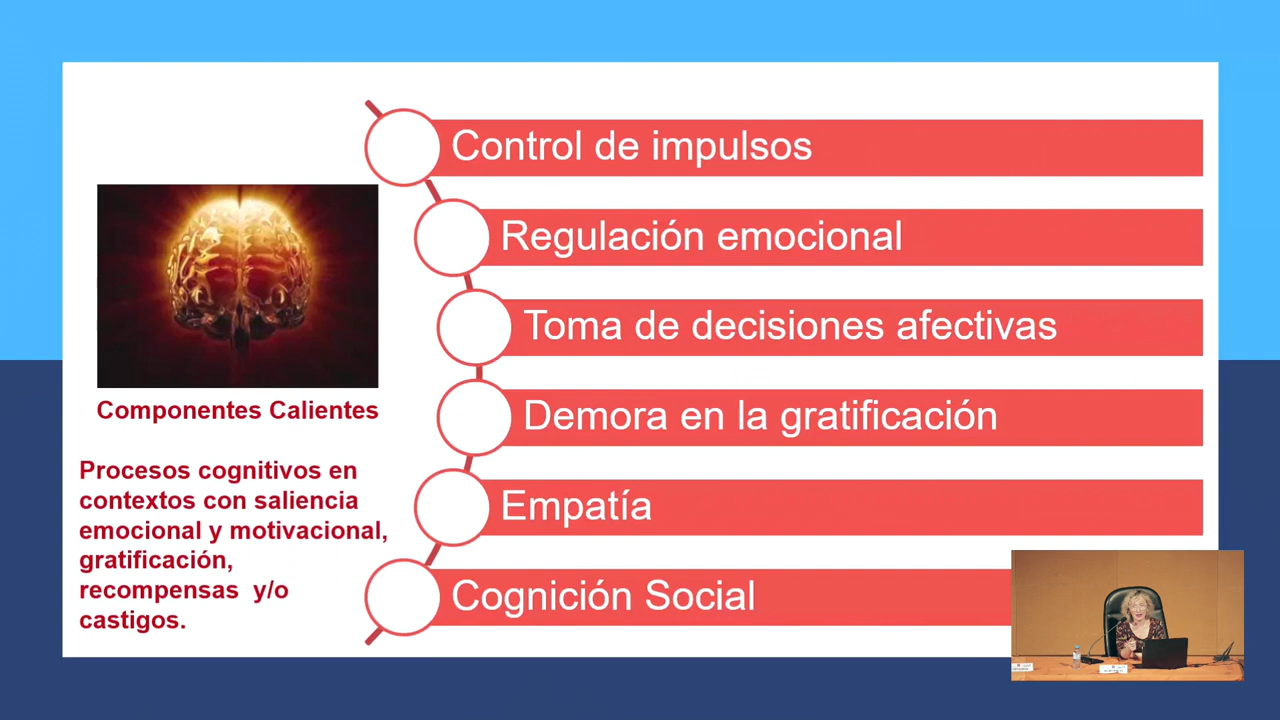 Control de impulsos
Regulación emocional
Toma de decisiones afectivas
Demora en la gratificación
Empatía
Cognición Social
Componentes Calientes
Procesos cognitivos en
contextos con saliencia
emocional y motivacional,
gratificación,
recompensas y/o
castigos.